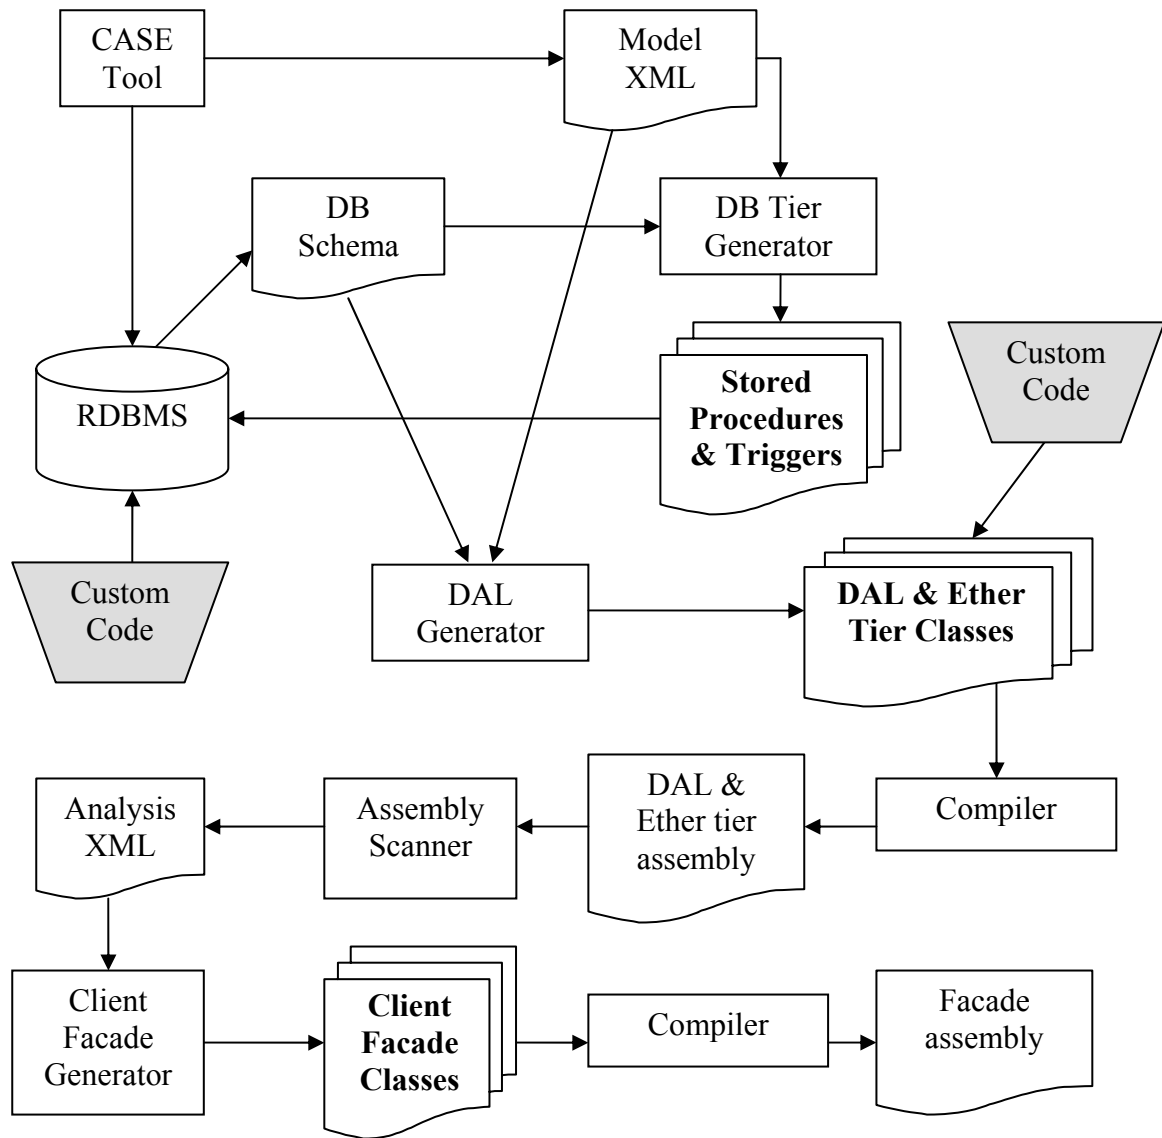 CASE
Tool
Model
XML
DB
Schema
DB Tier
Generator
RDBMS
Stored
Procedures
& Triggers
Custom
Code
Custom
Code
DAL
Generator
DAL & Ether
Tier Classes
Analysis
XML
Assembly
Scanner
DAL &
Ether tier
assembly
Compiler
Client
Facade
Generator
Client
Facade
Classes
Compiler
Facade
assembly